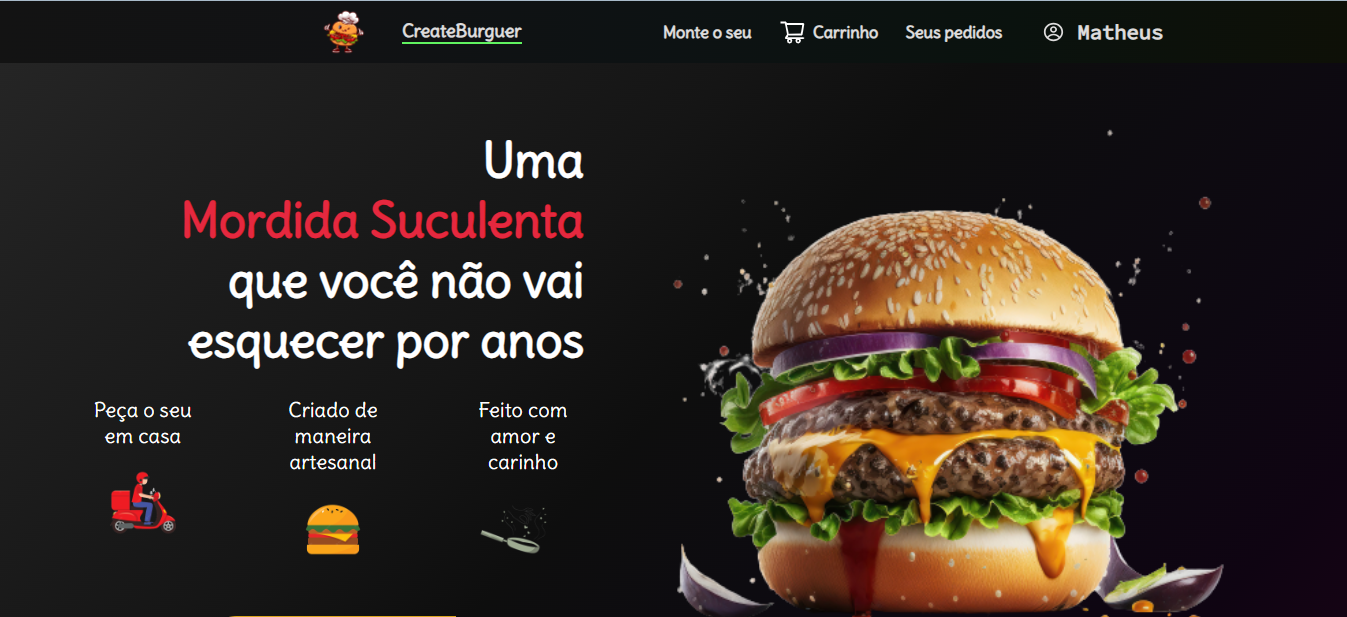 CreateBurguer
Monte o seu
Carrinho
Seus pedidos
Matheus
Uma
Mordida Suculenta
que você não vai
esquecer por anos
Peça o seu
em casa
Criado de
maneira
artesanal
Feito com
amor e
carinho